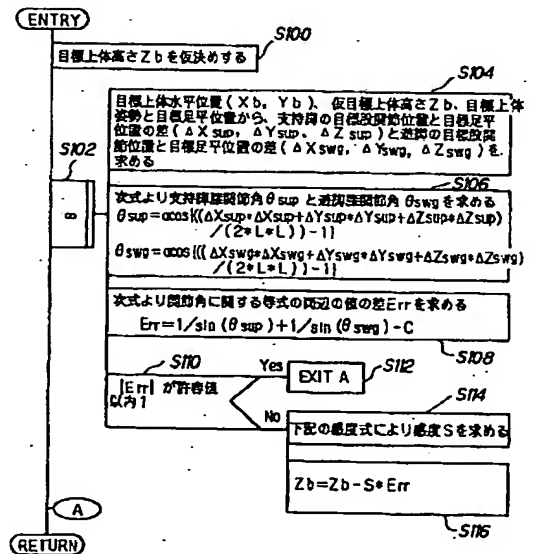 ENTRY
S100
目標上体高さZbを仮決めする
S104
目標上体水平位置(Xb, Yb)、仮目標上体高さZb、目標上体
姿勢と目標足平位置から、支持脚の目標股関節位置と目標足平
位置の差(ΔXsup, ΔYsup, ΔZsup)と遊脚の目標股関
節位置と目標足平位置の差(ΔXswg, ΔYswg, ΔZswg)を
求める
S102
S106
次式より支持脚膝関節角θsupと遊脚膝関節角θswgを求める
θsup=acos{((ΔXsup*ΔXsup+ΔYsup*ΔYsup+ΔZsup*ΔZsup)
/(2*L*L))-1}
θswg=acos{((ΔXswg*ΔXswg+ΔYswg*ΔYswg+ΔZswg*ΔZswg)
/(2*L*L))-1}
次式より関節角に関する等式の両辺の値の差Errを求める
Err=1/sin(θsup)+1/sin(θswg)-C
S108
S110
|Err|が許容値
以内?
Yes
EXIT A
S112
No
S114
下記の感度式により感度Sを求める
Zb=Zb-S*Err
S116
A
RETURN